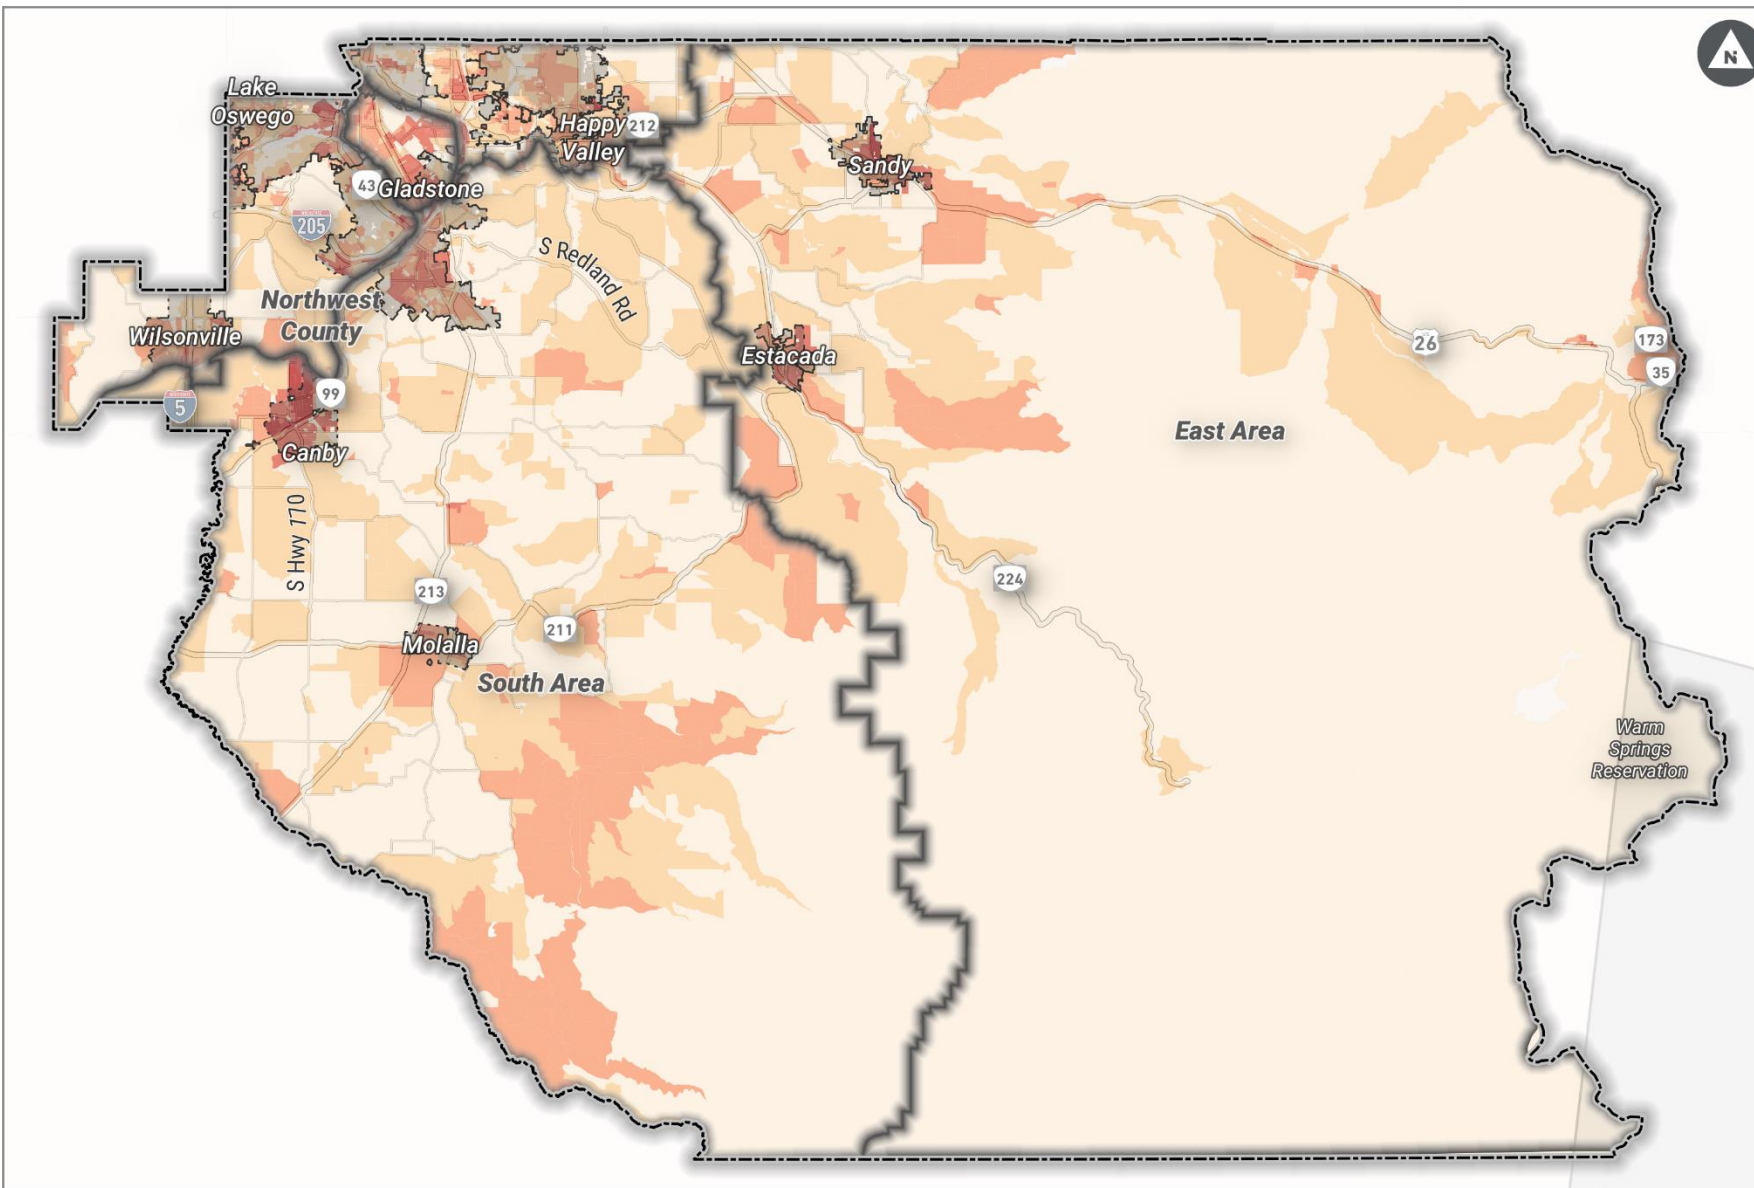 N
Lake
Oswego
Happy
Valley
212
Sandy
43
Gladstone
205
S Redland Rd
Northwest
County
Wilsonville
Estacada
26
173
35
99
5
Canby
East Area
S Hwy 170
213
224
211
Molalla
South Area
Warm
Springs
Reservation